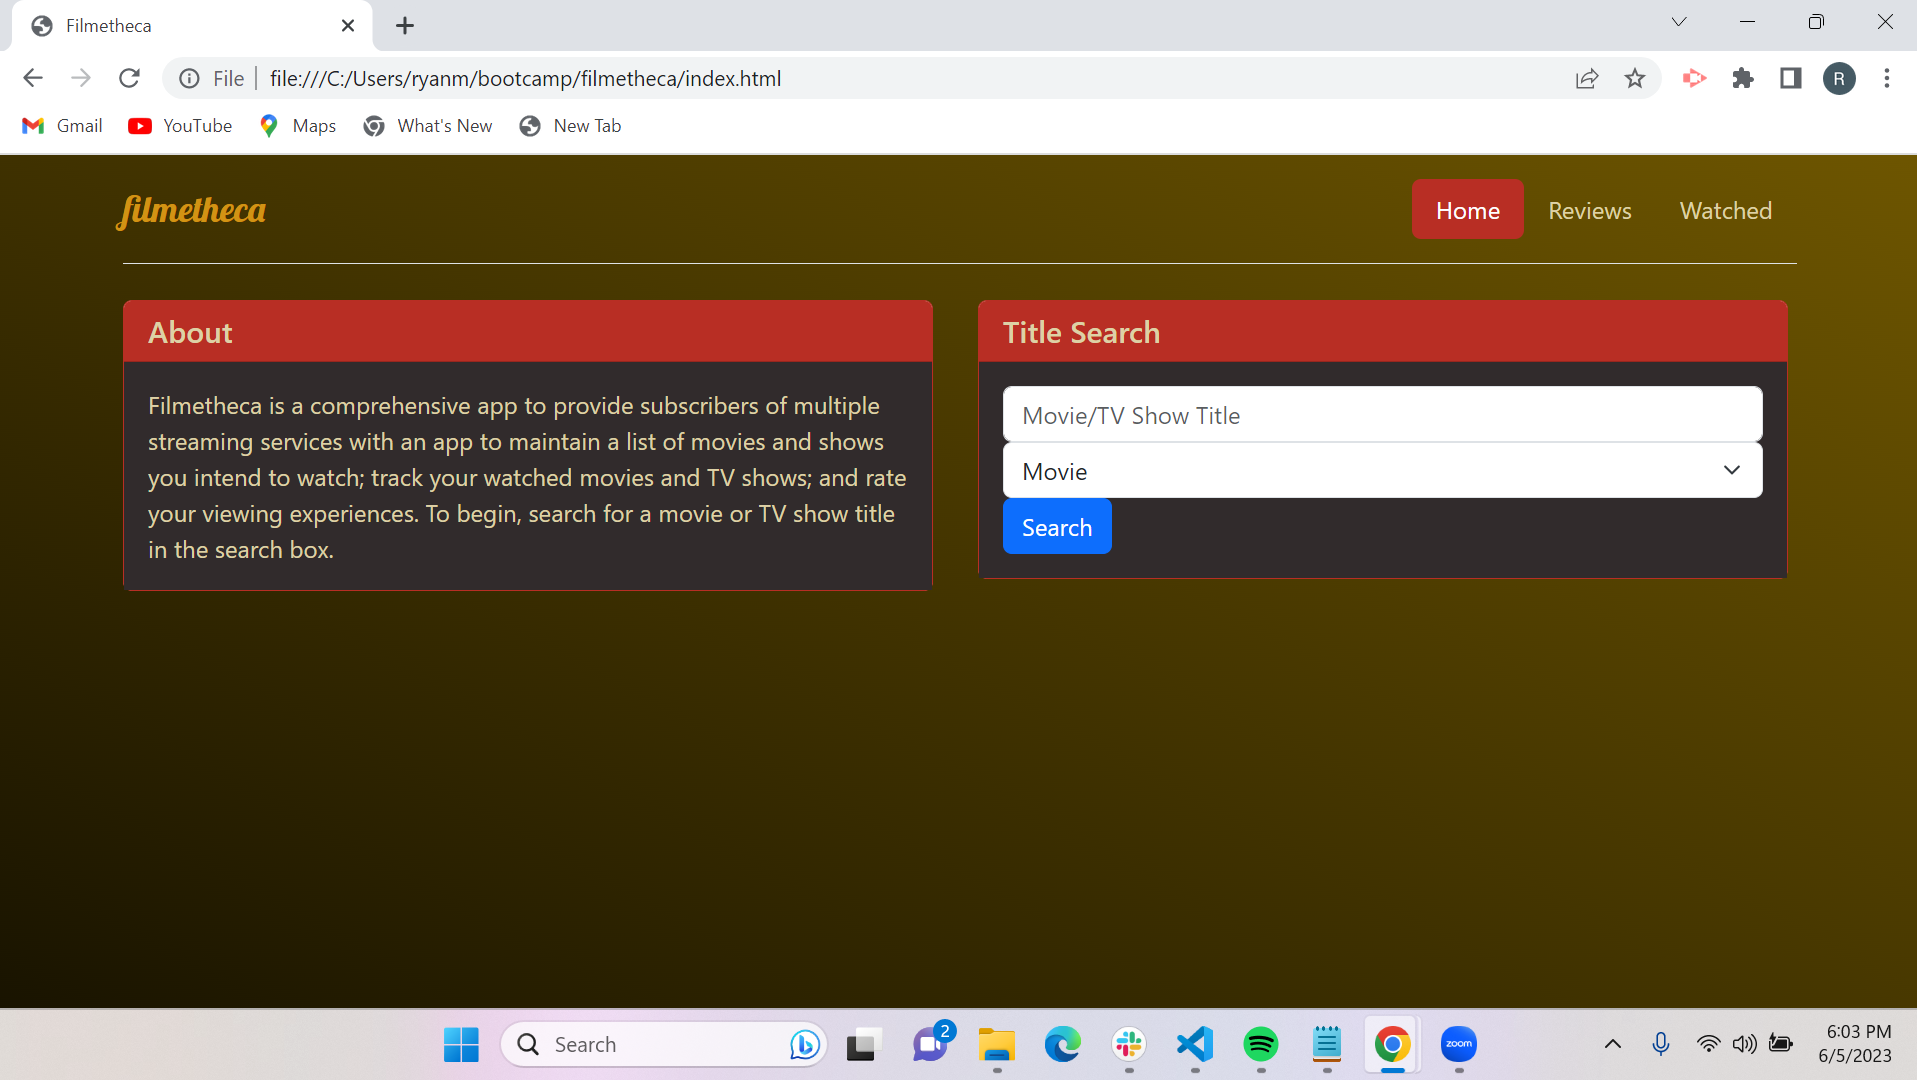 Filmetheca
File
file:///C:/Users/ryanm/bootcamp/filmetheca/index.html
R
Gmail
YouTube
Maps
What's New
New Tab
filmetheca
Home
Reviews
Watched
About
Filmetheca is a comprehensive app to provide subscribers of multiple
streaming services with an app to maintain a list of movies and shows
you intend to watch; track your watched movies and TV shows; and rate
your viewing experiences. To begin, search for a movie or TV show title
in the search box.
Title Search
Movie/TV Show Title
Movie
Search
Search
2
zoom
6:03 PM
6/5/2023